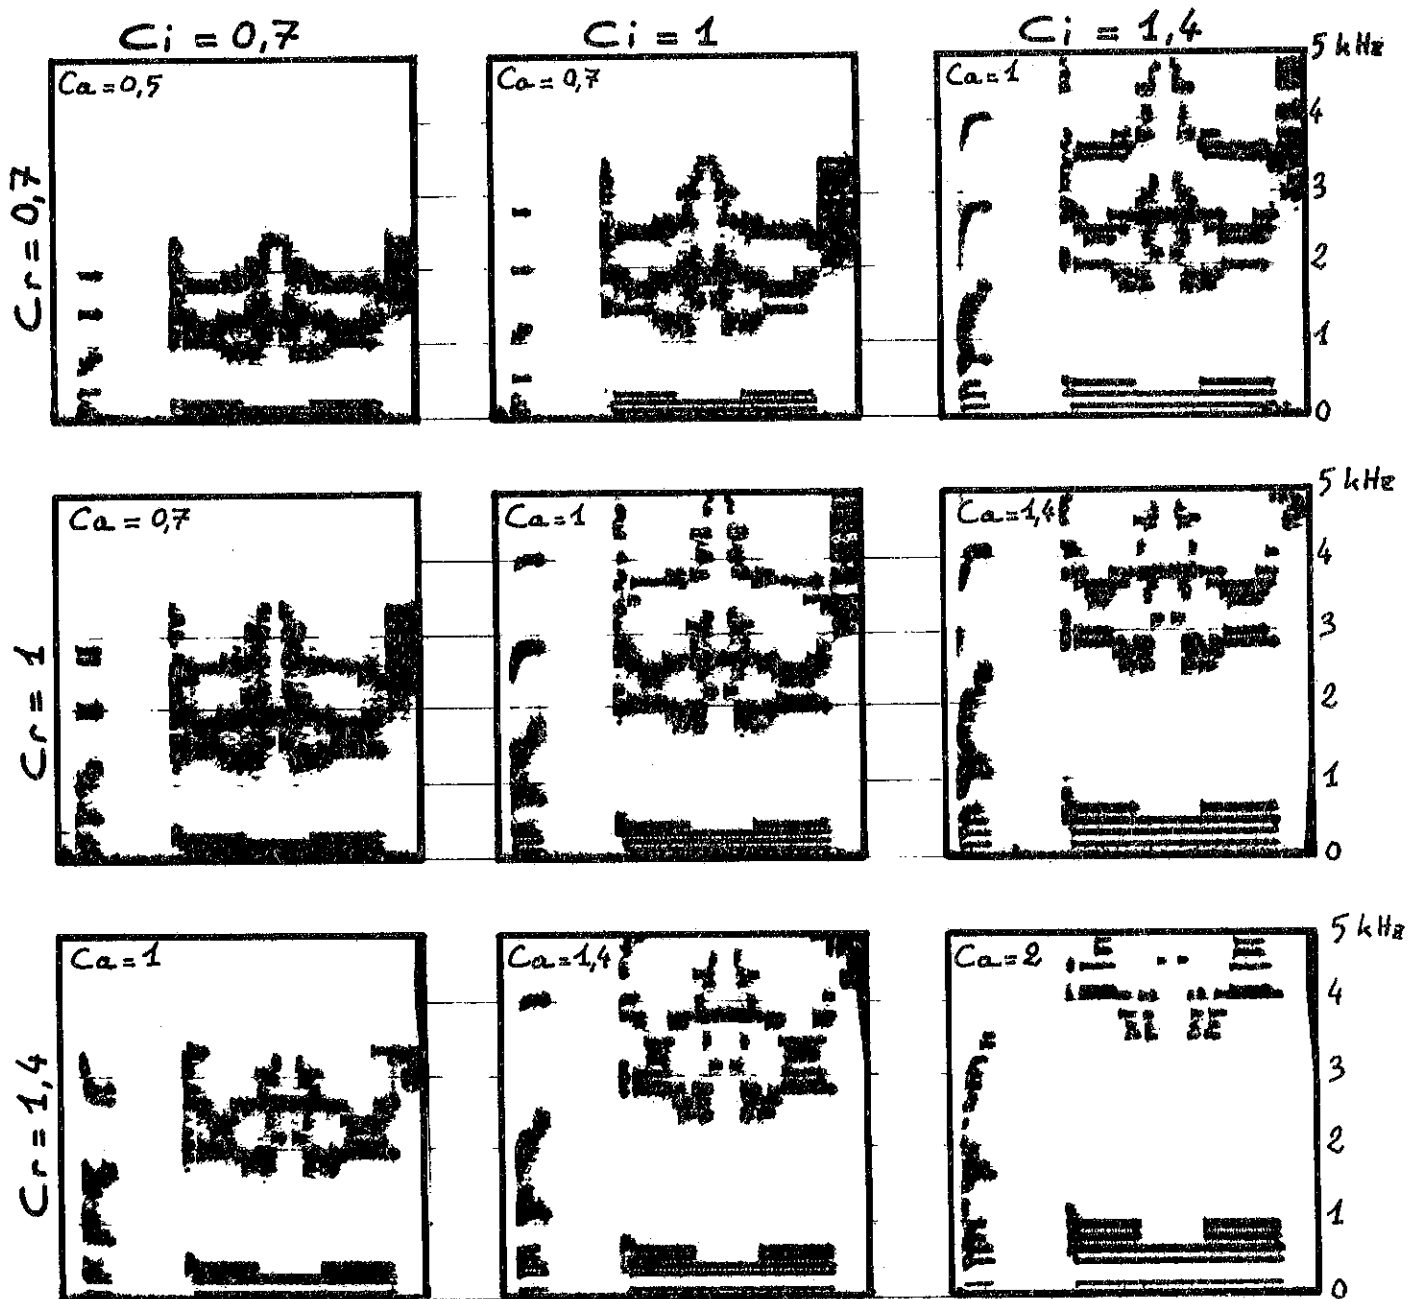 Ci = 0,7
Ci = 1
Ci = 1,4
5 kHz
Ca = 0,5
Ca = 0,7
Ca = 1
4
3
2
1
0
Cr = 0,7
5 kHz
Ca = 0,7
Ca = 1
Ca = 1,4
4
3
2
1
0
Cr = 1
5 kHz
Ca = 1
Ca = 1,4
Ca = 2
4
3
2
1
0
Cr = 1,4